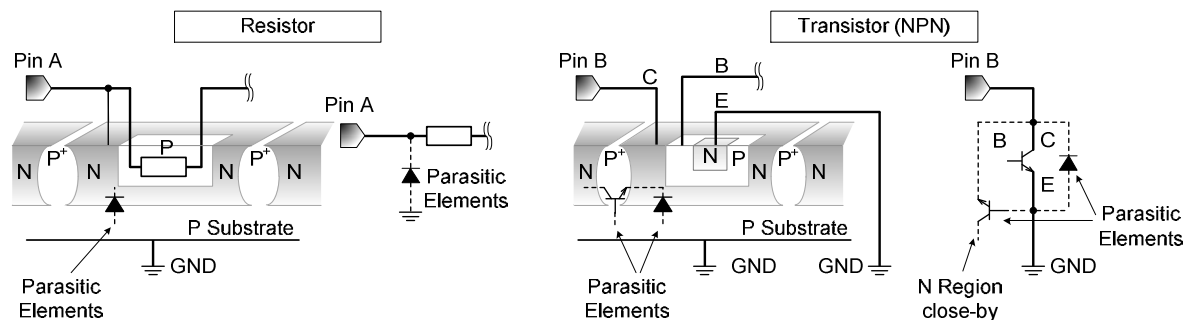 Resistor
Pin A
P
N
P+
N
P+
N
N
P Substrate
GND
Parasitic
Elements
Pin A
Parasitic
Elements
Transistor (NPN)
Pin B
C
B
E
N
P+
N
N
P
P+
N
P Substrate
GND
GND
Parasitic
Elements
Pin B
B
C
E
GND
Parasitic
Elements
N Region
close-by